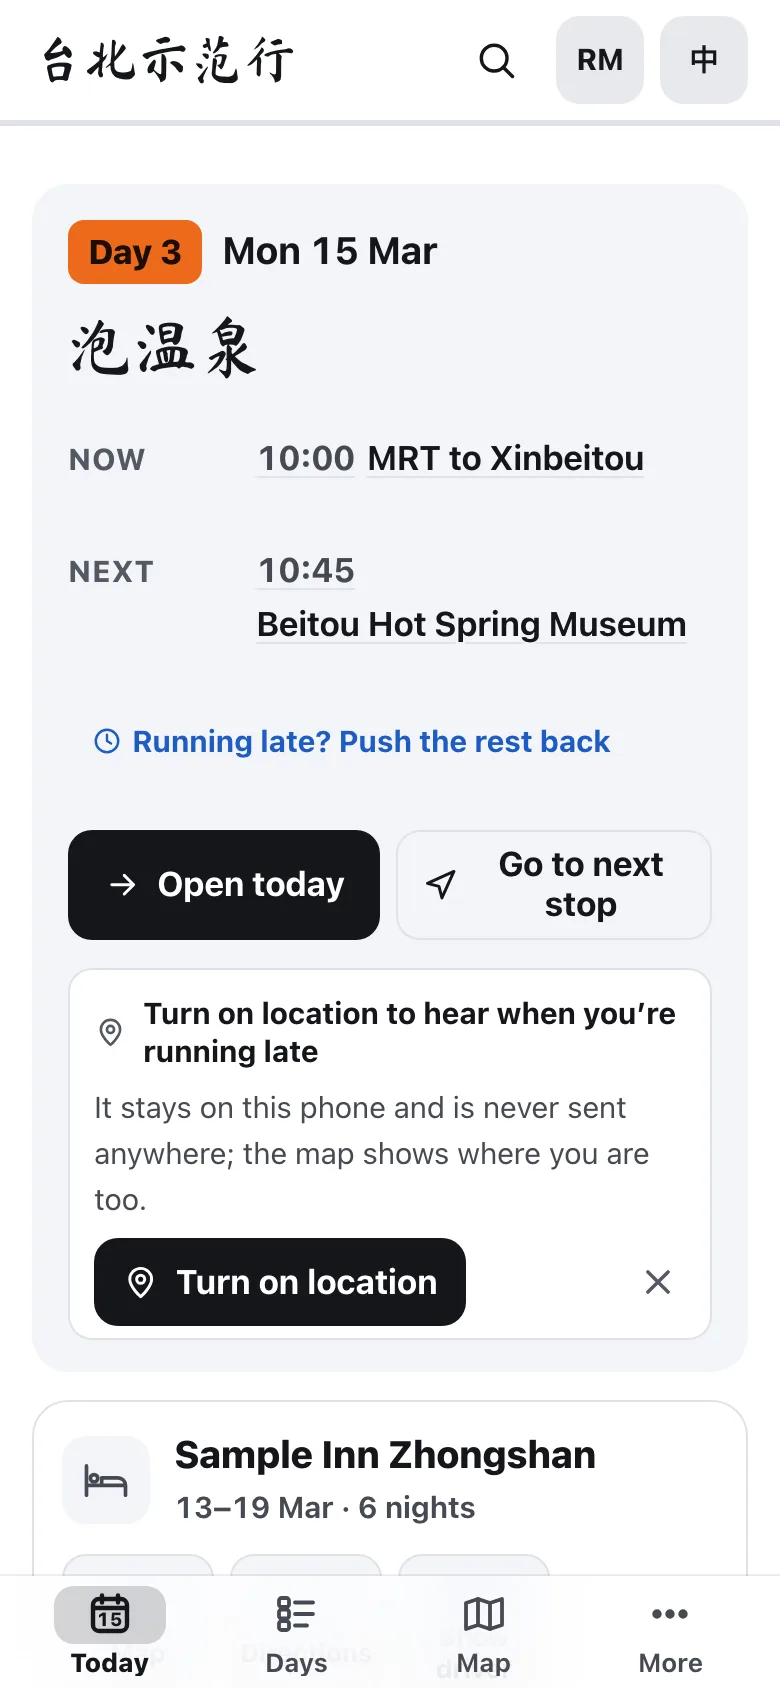 台北示范行
RM
中
Day 3
Mon 15 Mar
泡温泉
NOW
10:00 MRT to Xinbeitou
NEXT
10:45
Beitou Hot Spring Museum
Running late? Push the rest back
Open today
Go to next
stop
Turn on location to hear when you’re
running late
It stays on this phone and is never sent
anywhere; the map shows where you are
too.
Turn on location
Sample Inn Zhongshan
13–19 Mar · 6 nights
Map
Directions
Show
driver
15
Today
Days
Map
More